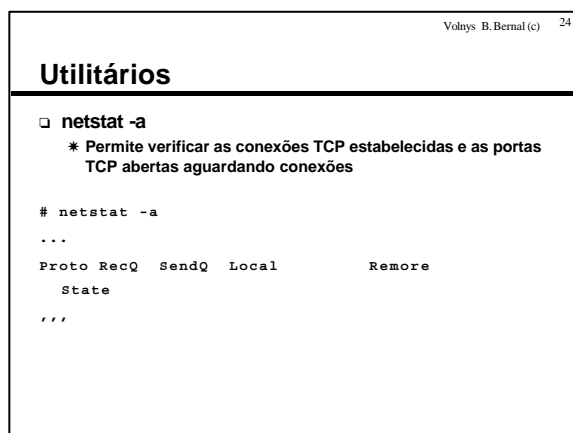 Volnys B. Bernal (c) 24
Utilitários
❑ netstat -a
✷ Permite verificar as conexões TCP estabelecidas e as portas
TCP abertas aguardando conexões
# netstat -a
...
Proto RecQ SendQ Local Remore
State
,,,